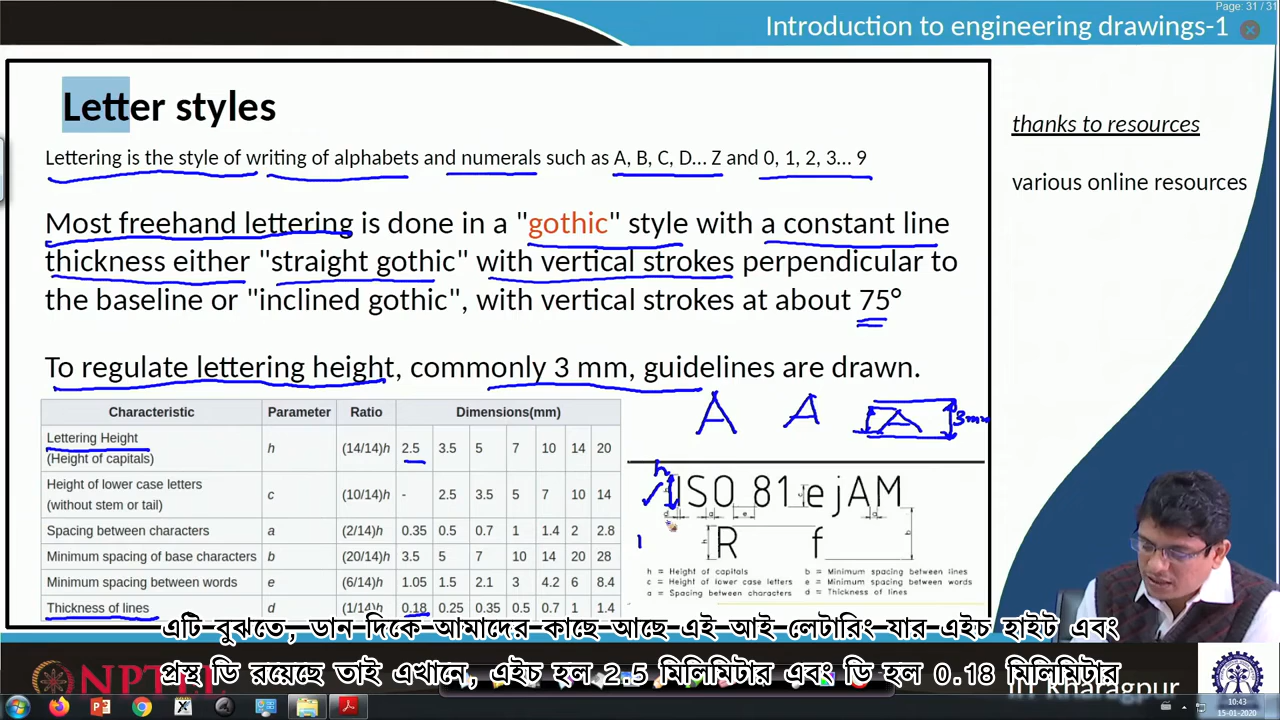 Page: 31 / 31
Introduction to engineering drawings-1
Letter styles
thanks to resources
various online resources
Lettering is the style of writing of alphabets and numerals such as A, B, C, D... Z and 0, 1, 2, 3... 9
Most freehand lettering is done in a "gothic" style with a constant line
thickness either "straight gothic" with vertical strokes perpendicular to
the baseline or "inclined gothic", with vertical strokes at about 75°
To regulate lettering height, commonly 3 mm, guidelines are drawn.
A A A 3mm
Characteristic Parameter Ratio Dimensions(mm)
Lettering Height
(Height of capitals) h (14/14)h 2.5 3.5 5 7 10 14 20
Height of lower case letters
(without stem or tail) c (10/14)h - 2.5 3.5 5 7 10 14
Spacing between characters a (2/14)h 0.35 0.5 0.7 1 1.4 2 2.8
Minimum spacing of base characters b (20/14)h 3.5 5 7 10 14 20 28
Minimum spacing between words e (6/14)h 1.05 1.5 2.1 3 4.2 6 8.4
Thickness of lines d (1/14)h 0.18 0.25 0.35 0.5 0.7 1 1.4
h
ISO 81 ejAM
R f
h = Height of capitals b = Minimum spacing between lines
c = Height of lower case letters e = Minimum spacing between words
a = Spacing between characters d = Thickness of lines
এটি বুঝতে, ডান দিকে আমাদের কাছে আছে এই আই লেটারিং যার এইচ হাইট এবং
প্রস্থ ডি রয়েছে তাই এখানে, এইচ হল 2.5 মিলিমিটার এবং ডি হল 0.18 মিলিমিটার
NPTEL
IIT Kharagpur
10:43
15-01-2020